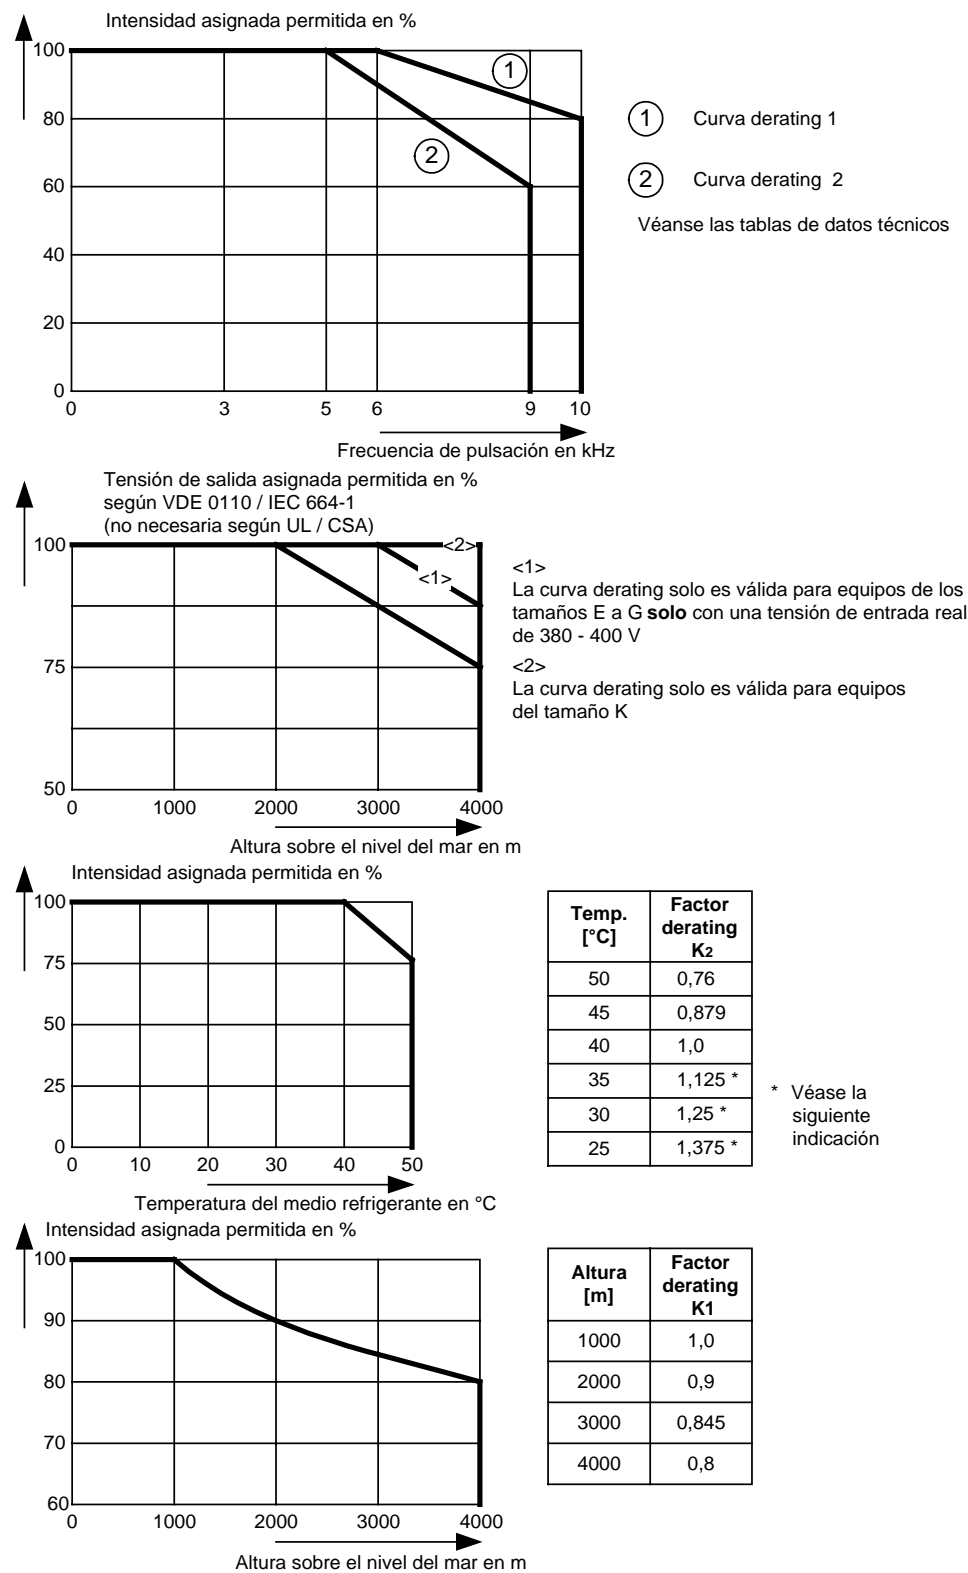 Intensidad asignada permitida en %
100
80
60
40
20
0
0 3 5 6 9 10
1
2
Frecuencia de pulsación en kHz
1 Curva derating 1
2 Curva derating 2
Véanse las tablas de datos técnicos
Tensión de salida asignada permitida en %
según VDE 0110 / IEC 664-1
(no necesaria según UL / CSA)
100
75
50
0 1000 2000 3000 4000
<2>
<1>
Altura sobre el nivel del mar en m
<1>
La curva derating solo es válida para equipos de los
tamaños E a G solo con una tensión de entrada real
de 380 - 400 V
<2>
La curva derating solo es válida para equipos
del tamaño K
Intensidad asignada permitida en %
100
75
50
25
0
0 10 20 30 40 50
Temperatura del medio refrigerante en °C
Temp. [°C] Factor derating K2
50 0,76
45 0,879
40 1,0
35 1,125 *
30 1,25 *
25 1,375 *
* Véase la
siguiente
indicación
Intensidad asignada permitida en %
100
90
80
70
60
0 1000 2000 3000 4000
Altura sobre el nivel del mar en m
Altura [m] Factor derating K1
1000 1,0
2000 0,9
3000 0,845
4000 0,8